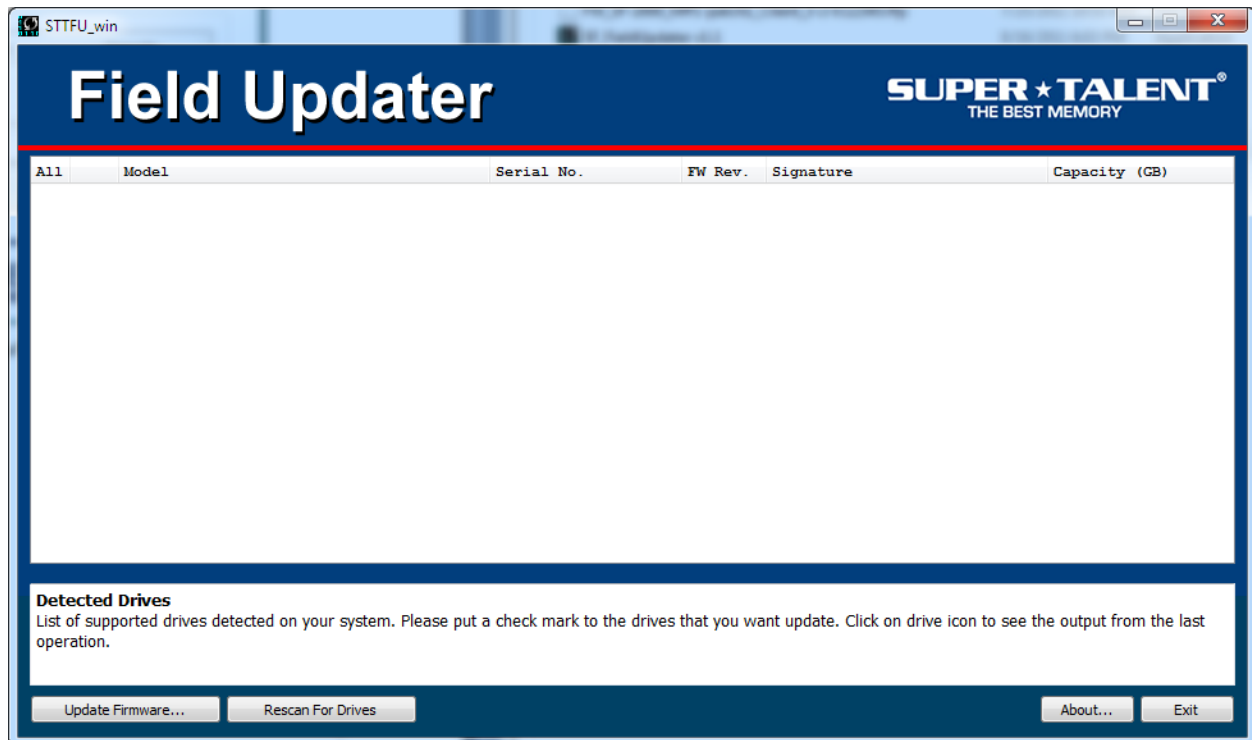 STTFU_win
Field Updater
SUPER★TALENT®
THE BEST MEMORY
All Model Serial No. FW Rev. Signature Capacity (GB)
Detected Drives
List of supported drives detected on your system. Please put a check mark to the drives that you want update. Click on drive icon to see the output from the last
operation.
Update Firmware... Rescan For Drives About... Exit